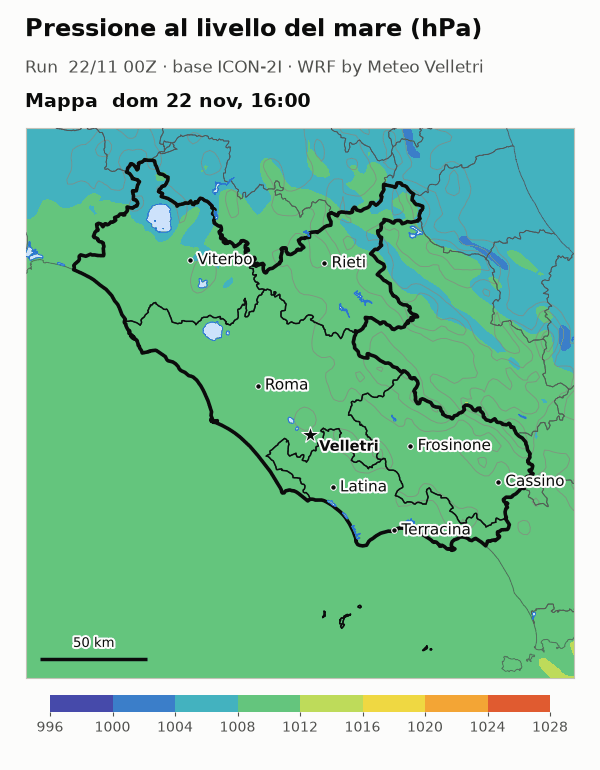 Pressione al livello del mare (hPa)
Run  22/11 00Z · base ICON-2I · WRF by Meteo Velletri
Mappa  dom 22 nov, 16:00
Viterbo
Rieti
Roma
Velletri
Frosinone
Cassino
Latina
Terracina
50 km
996 1000 1004 1008 1012 1016 1020 1024 1028